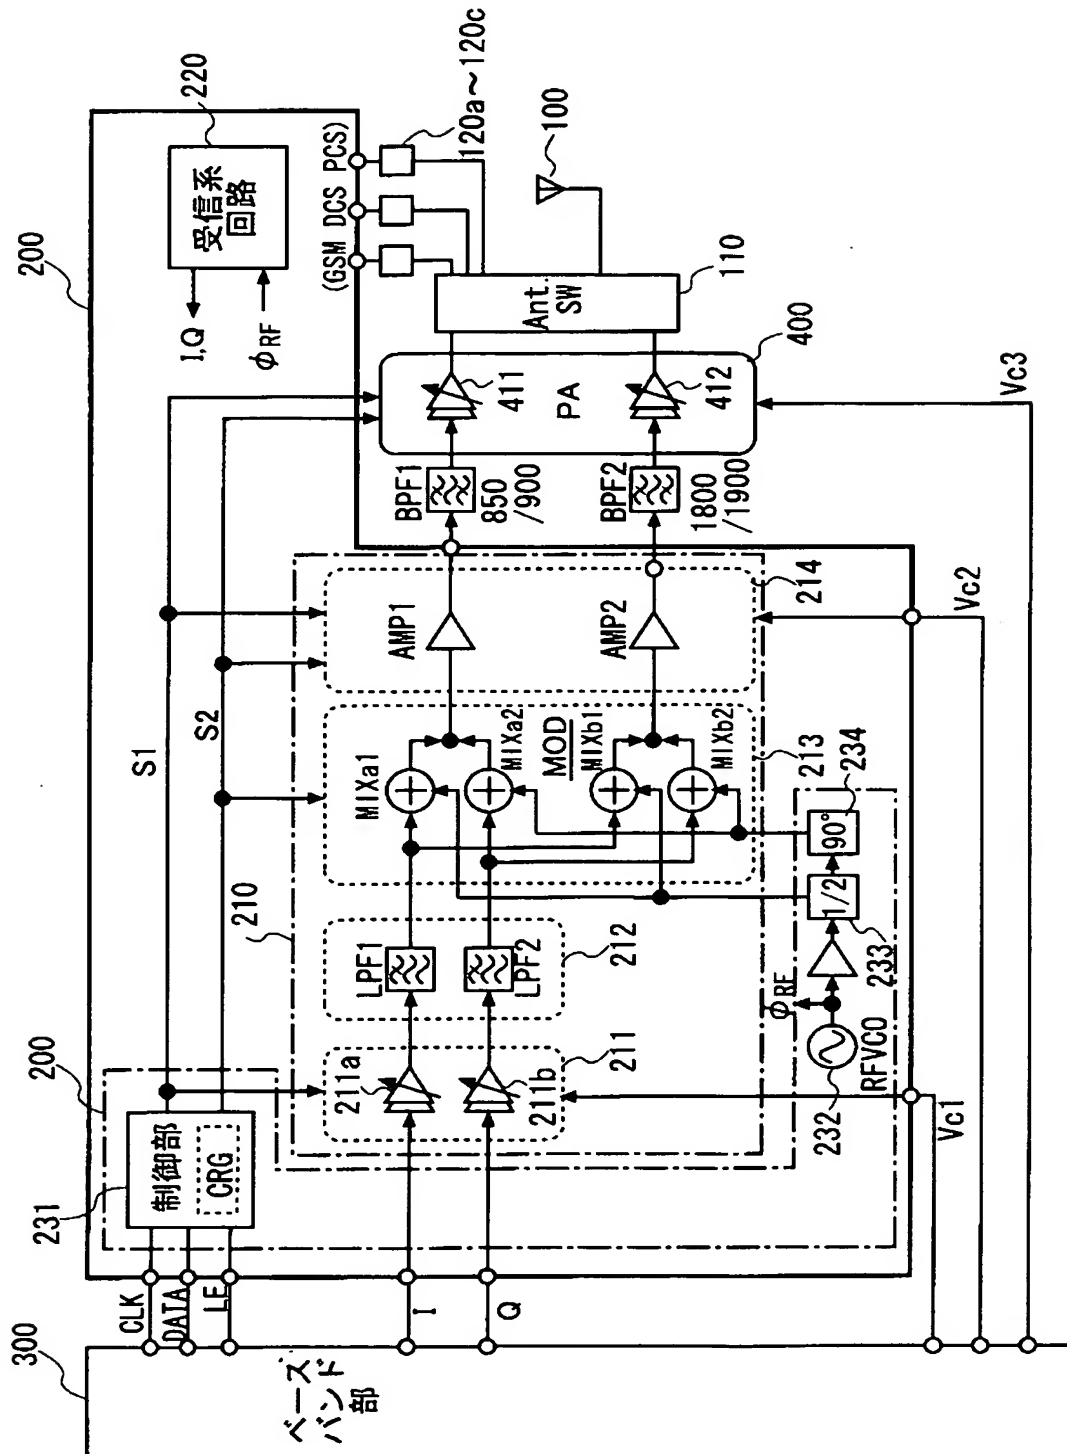 300
ベース
バンド
部
CLK
DATA
LE
I
Q
231
制御部
CRG
200
210
S1
S2
200
220
受信系
回路
I,Q
ΦRF
(GSM DCS PCS)
120a~120c
100
211a
211b
211
LPF1
LPF2
212
MIXa1
MIXa2
MOD
MIXb1
MIXb2
213
AMP1
AMP2
214
BPF1
850
/900
BPF2
1800
/1900
411
PA
412
400
Ant.
SW
110
ΦRF
RFVCO
232
1/2
233
90°
234
Vc1
Vc2
Vc3